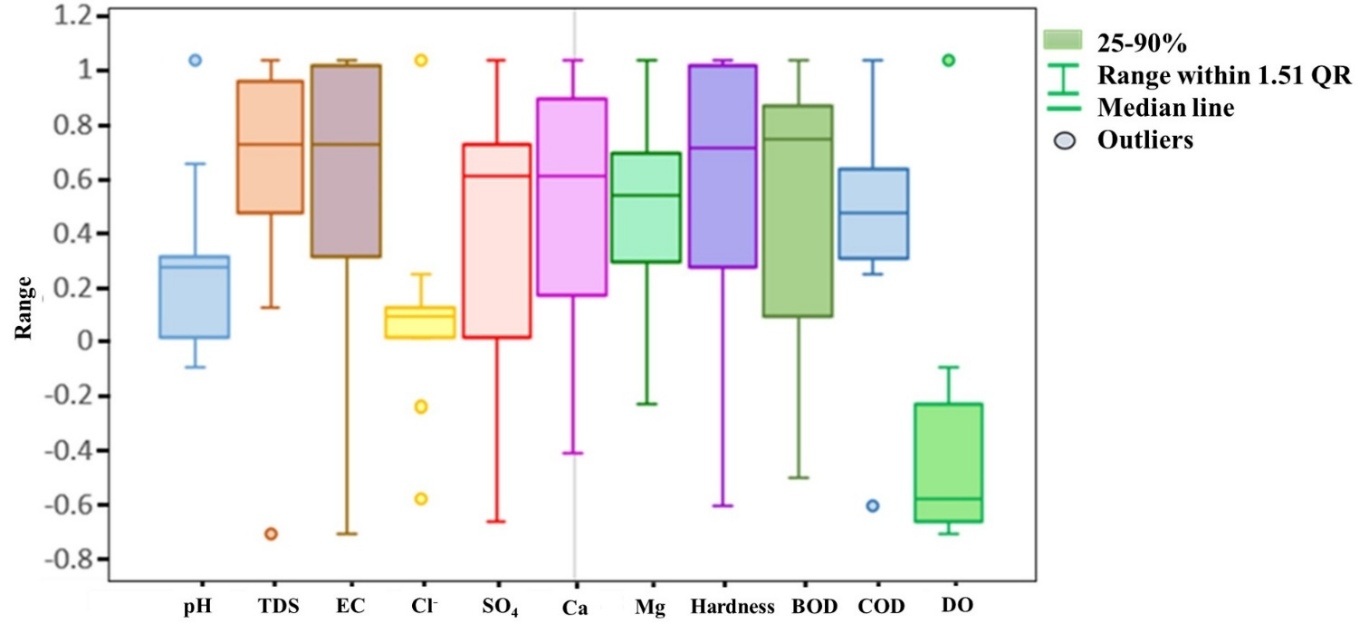 1.2
1
0.8
0.6
0.4
0.2
0
-0.2
-0.4
-0.6
-0.8
Range
pH TDS EC Cl⁻ SO₄ Ca Mg Hardness BOD COD DO
25-90%
Range within 1.51 QR
Median line
Outliers